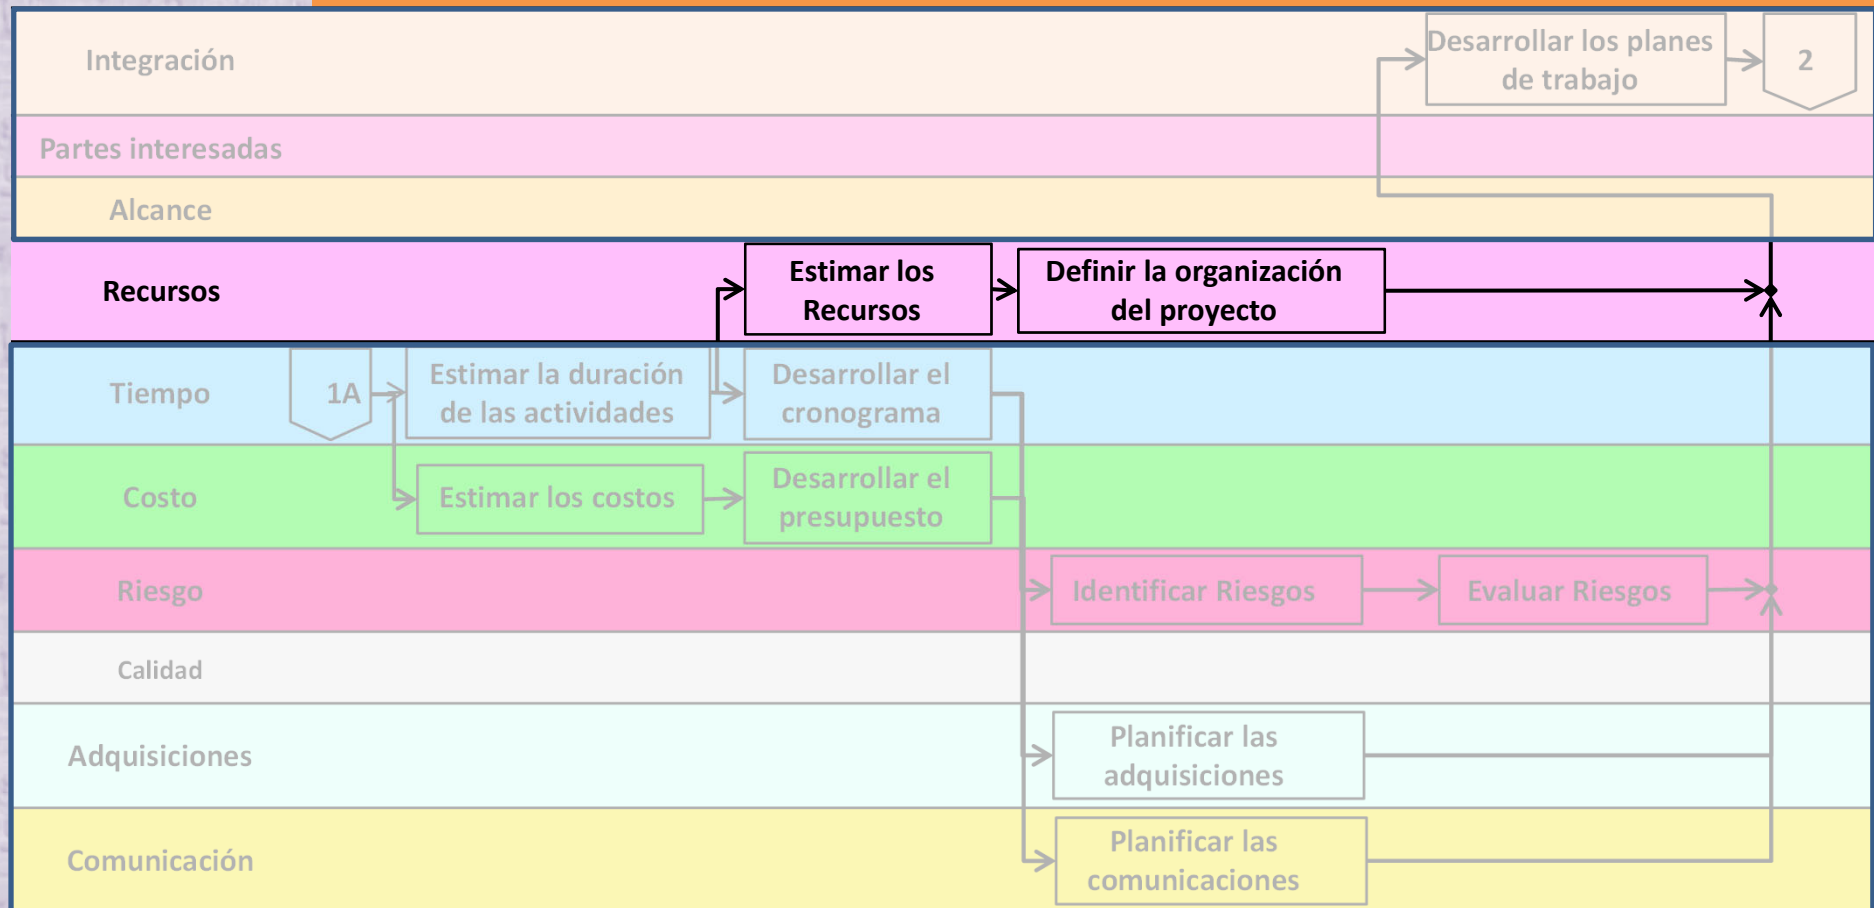 Integración
Desarrollar los planes
de trabajo
2
Partes interesadas
Alcance
Recursos
Estimar los
Recursos
Definir la organización
del proyecto
Tiempo
1A
Estimar la duración
de las actividades
Desarrollar el
cronograma
Costo
Estimar los costos
Desarrollar el
presupuesto
Riesgo
Identificar Riesgos
Evaluar Riesgos
Calidad
Adquisiciones
Planificar las
adquisiciones
Comunicación
Planificar las
comunicaciones